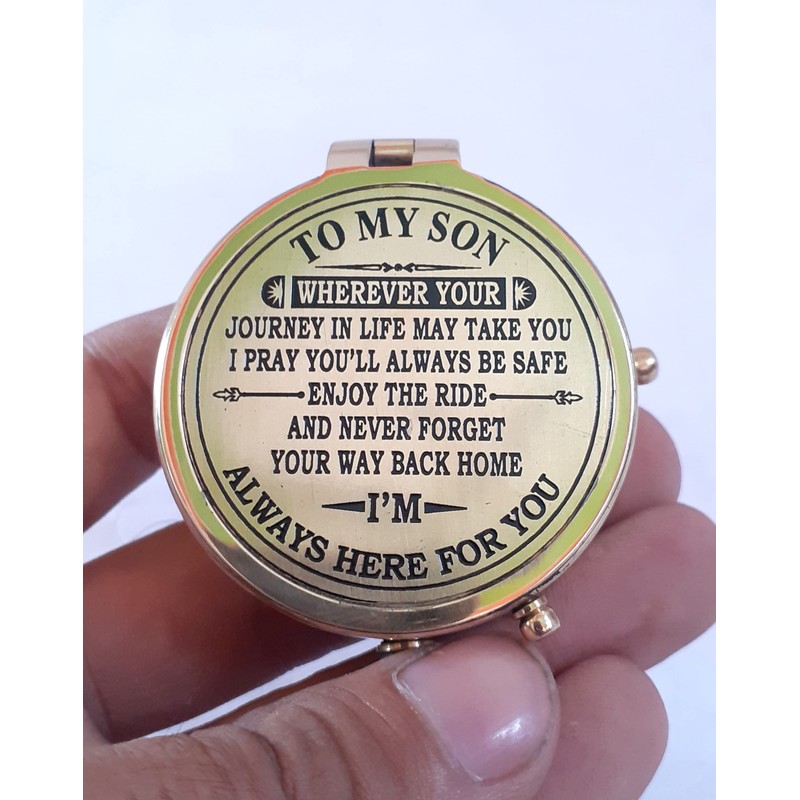 TO MY SON
WHEREVER YOUR
JOURNEY IN LIFE MAY TAKE YOU
I PRAY YOU'LL ALWAYS BE SAFE
ENJOY THE RIDE
AND NEVER FORGET
YOUR WAY BACK HOME
I'M
ALWAYS HERE FOR YOU